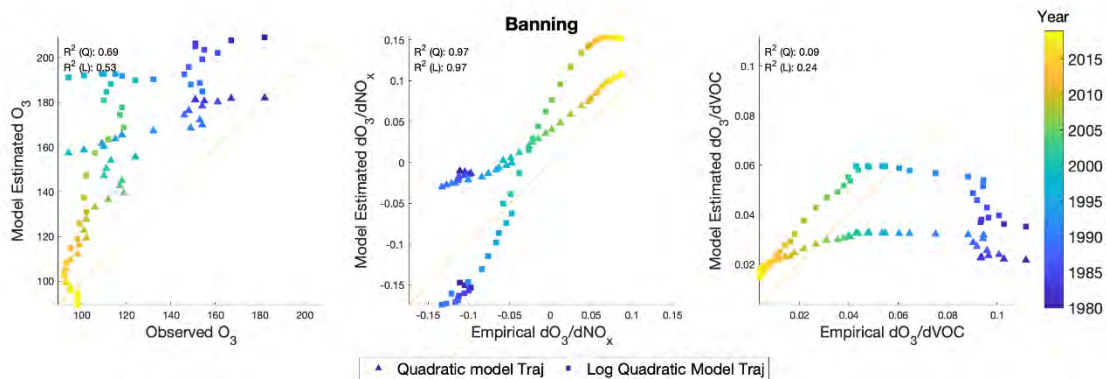 Banning
Year
R² (Q): 0.69
R² (L): 0.53
200
180
160
140
120
100
Model Estimated O₃
100 120 140 160 180 200
Observed O₃
R² (Q): 0.97
R² (L): 0.97
0.15
0.1
0.05
0
-0.05
-0.1
-0.15
Model Estimated dO₃/dNOₓ
-0.15 -0.1 -0.05 0 0.05 0.1 0.15
Empirical dO₃/dNOₓ
R² (Q): 0.09
R² (L): 0.24
0.1
0.08
0.06
0.04
0.02
Model Estimated dO₃/dVOC
0.02 0.04 0.06 0.08 0.1
Empirical dO₃/dVOC
2015
2010
2005
2000
1995
1990
1985
1980
Quadratic model Traj Log Quadratic Model Traj